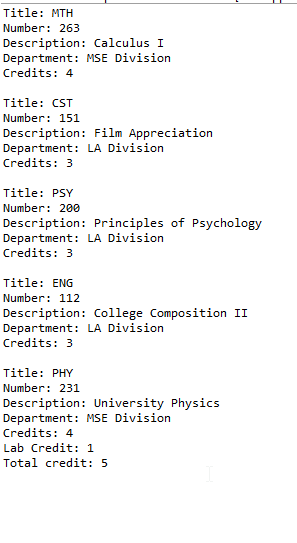 Title: MTH
Number: 263
Description: Calculus I
Department: MSE Division
Credits: 4

Title: CST
Number: 151
Description: Film Appreciation
Department: LA Division
Credits: 3

Title: PSY
Number: 200
Description: Principles of Psychology
Department: LA Division
Credits: 3

Title: ENG
Number: 112
Description: College Composition II
Department: LA Division
Credits: 3

Title: PHY
Number: 231
Description: University Physics
Department: MSE Division
Credits: 4
Lab Credit: 1
Total credit: 5